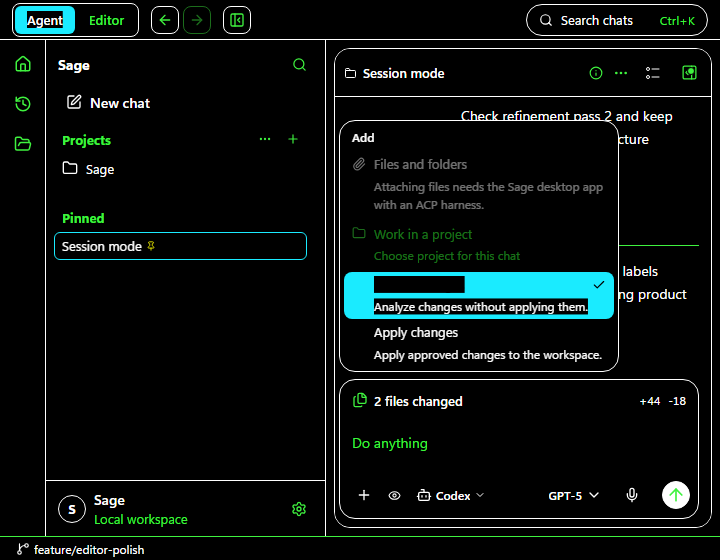 Agent
Editor
Search chats
Ctrl+K
Sage
New chat
Projects
Sage
Pinned
Session mode
Sage
Local workspace
S
Session mode
Check refinement pass 2 and keep
cture
labels
ng product
Add
Files and folders
Attaching files needs the Sage desktop app
with an ACP harness.
Work in a project
Choose project for this chat
Analyze changes without applying them.
Apply changes
Apply approved changes to the workspace.
2 files changed
+44 -18
Do anything
Codex
GPT-5
feature/editor-polish